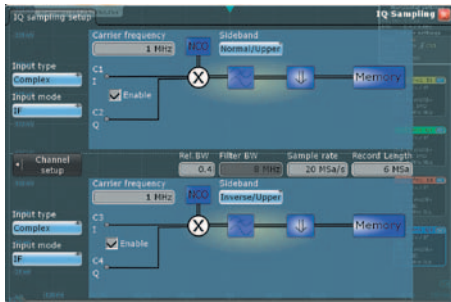 IQ sampling setup
IQ Sampling
Carrier frequency
1 MHz
NCO
Sideband
Normal/Upper
Input type
Complex
Input mode
IF
C1
I
Enable
C2
Q
X
Memory
Channel setup
Rel.BW
0.4
Filter BW
8 MHz
Sample rate
20 MSa/s
Record Length
6 MSa
Carrier frequency
1 MHz
NCO
Sideband
Inverse/Upper
Input type
Complex
Input mode
IF
C3
I
Enable
C4
Q
X
Memory